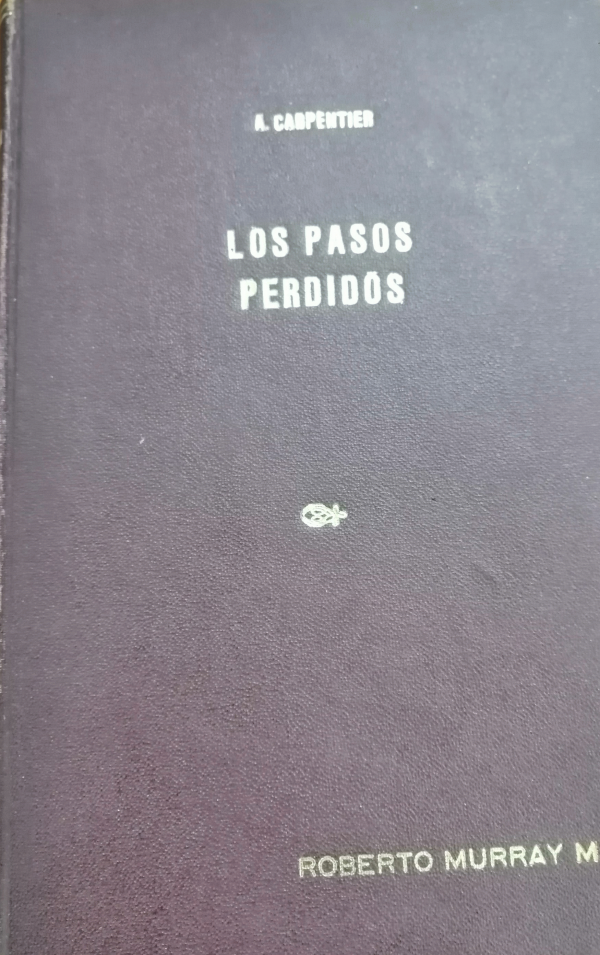 A. CARPENTIER
LOS PASOS
PERDIDOS
ROBERTO MURRAY M